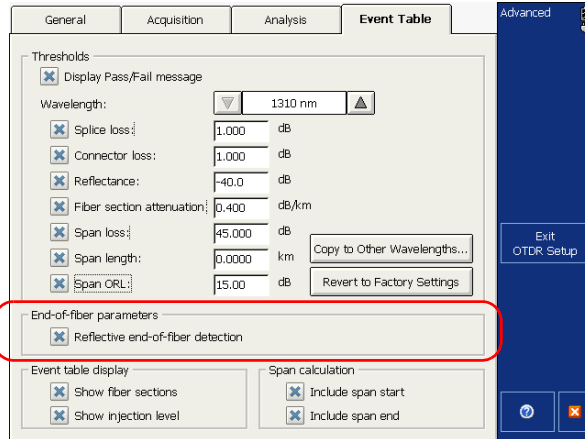 General Acquisition Analysis Event Table
Advanced
Thresholds
Display Pass/Fail message
Wavelength: 1310 nm
Splice loss: 1.000 dB
Connector loss: 1.000 dB
Reflectance: -40.0 dB
Fiber section attenuation: 0.400 dB/km
Span loss: 45.000 dB
Span length: 0.0000 km
Span ORL: 15.00 dB
Copy to Other Wavelengths...
Revert to Factory Settings
Exit
OTDR Setup
End-of-fiber parameters
Reflective end-of-fiber detection
Event table display
Show fiber sections
Show injection level
Span calculation
Include span start
Include span end